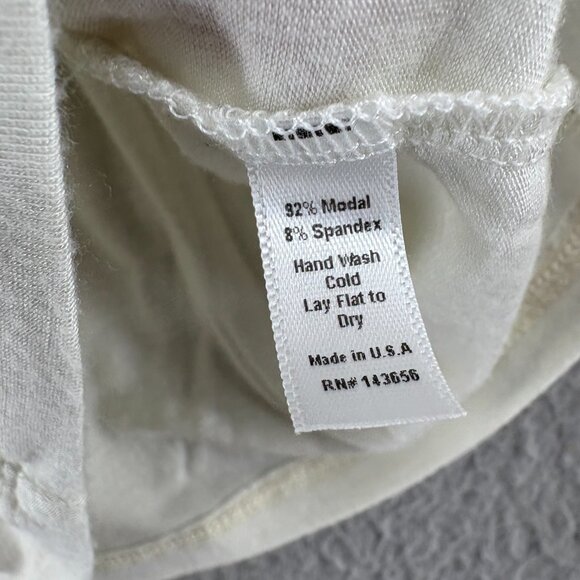 92% Modal
8% Spandex
Hand Wash
Cold
Lay Flat to
Dry
Made in U.S.A
RN# 143656